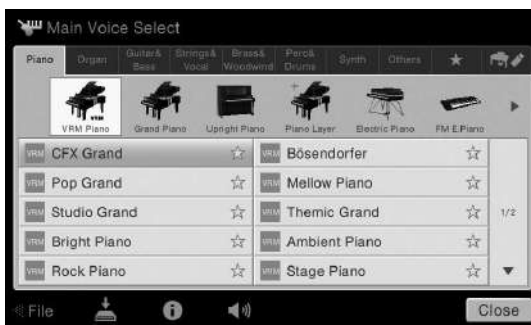 Main Voice Select
Piano Organ Guitar& Bass Strings& Vocal Brass& Woodwind Perc& Drums Synth Others
VRM
VRM Piano Grand Piano Upright Piano Piano Layer Electric Piano FM E.Piano
VRM CFX Grand VRM Bösendorfer
VRM Pop Grand VRM Mellow Piano
VRM Studio Grand VRM Themic Grand 1/2
VRM Bright Piano VRM Ambient Piano
VRM Rock Piano VRM Stage Piano
File Close